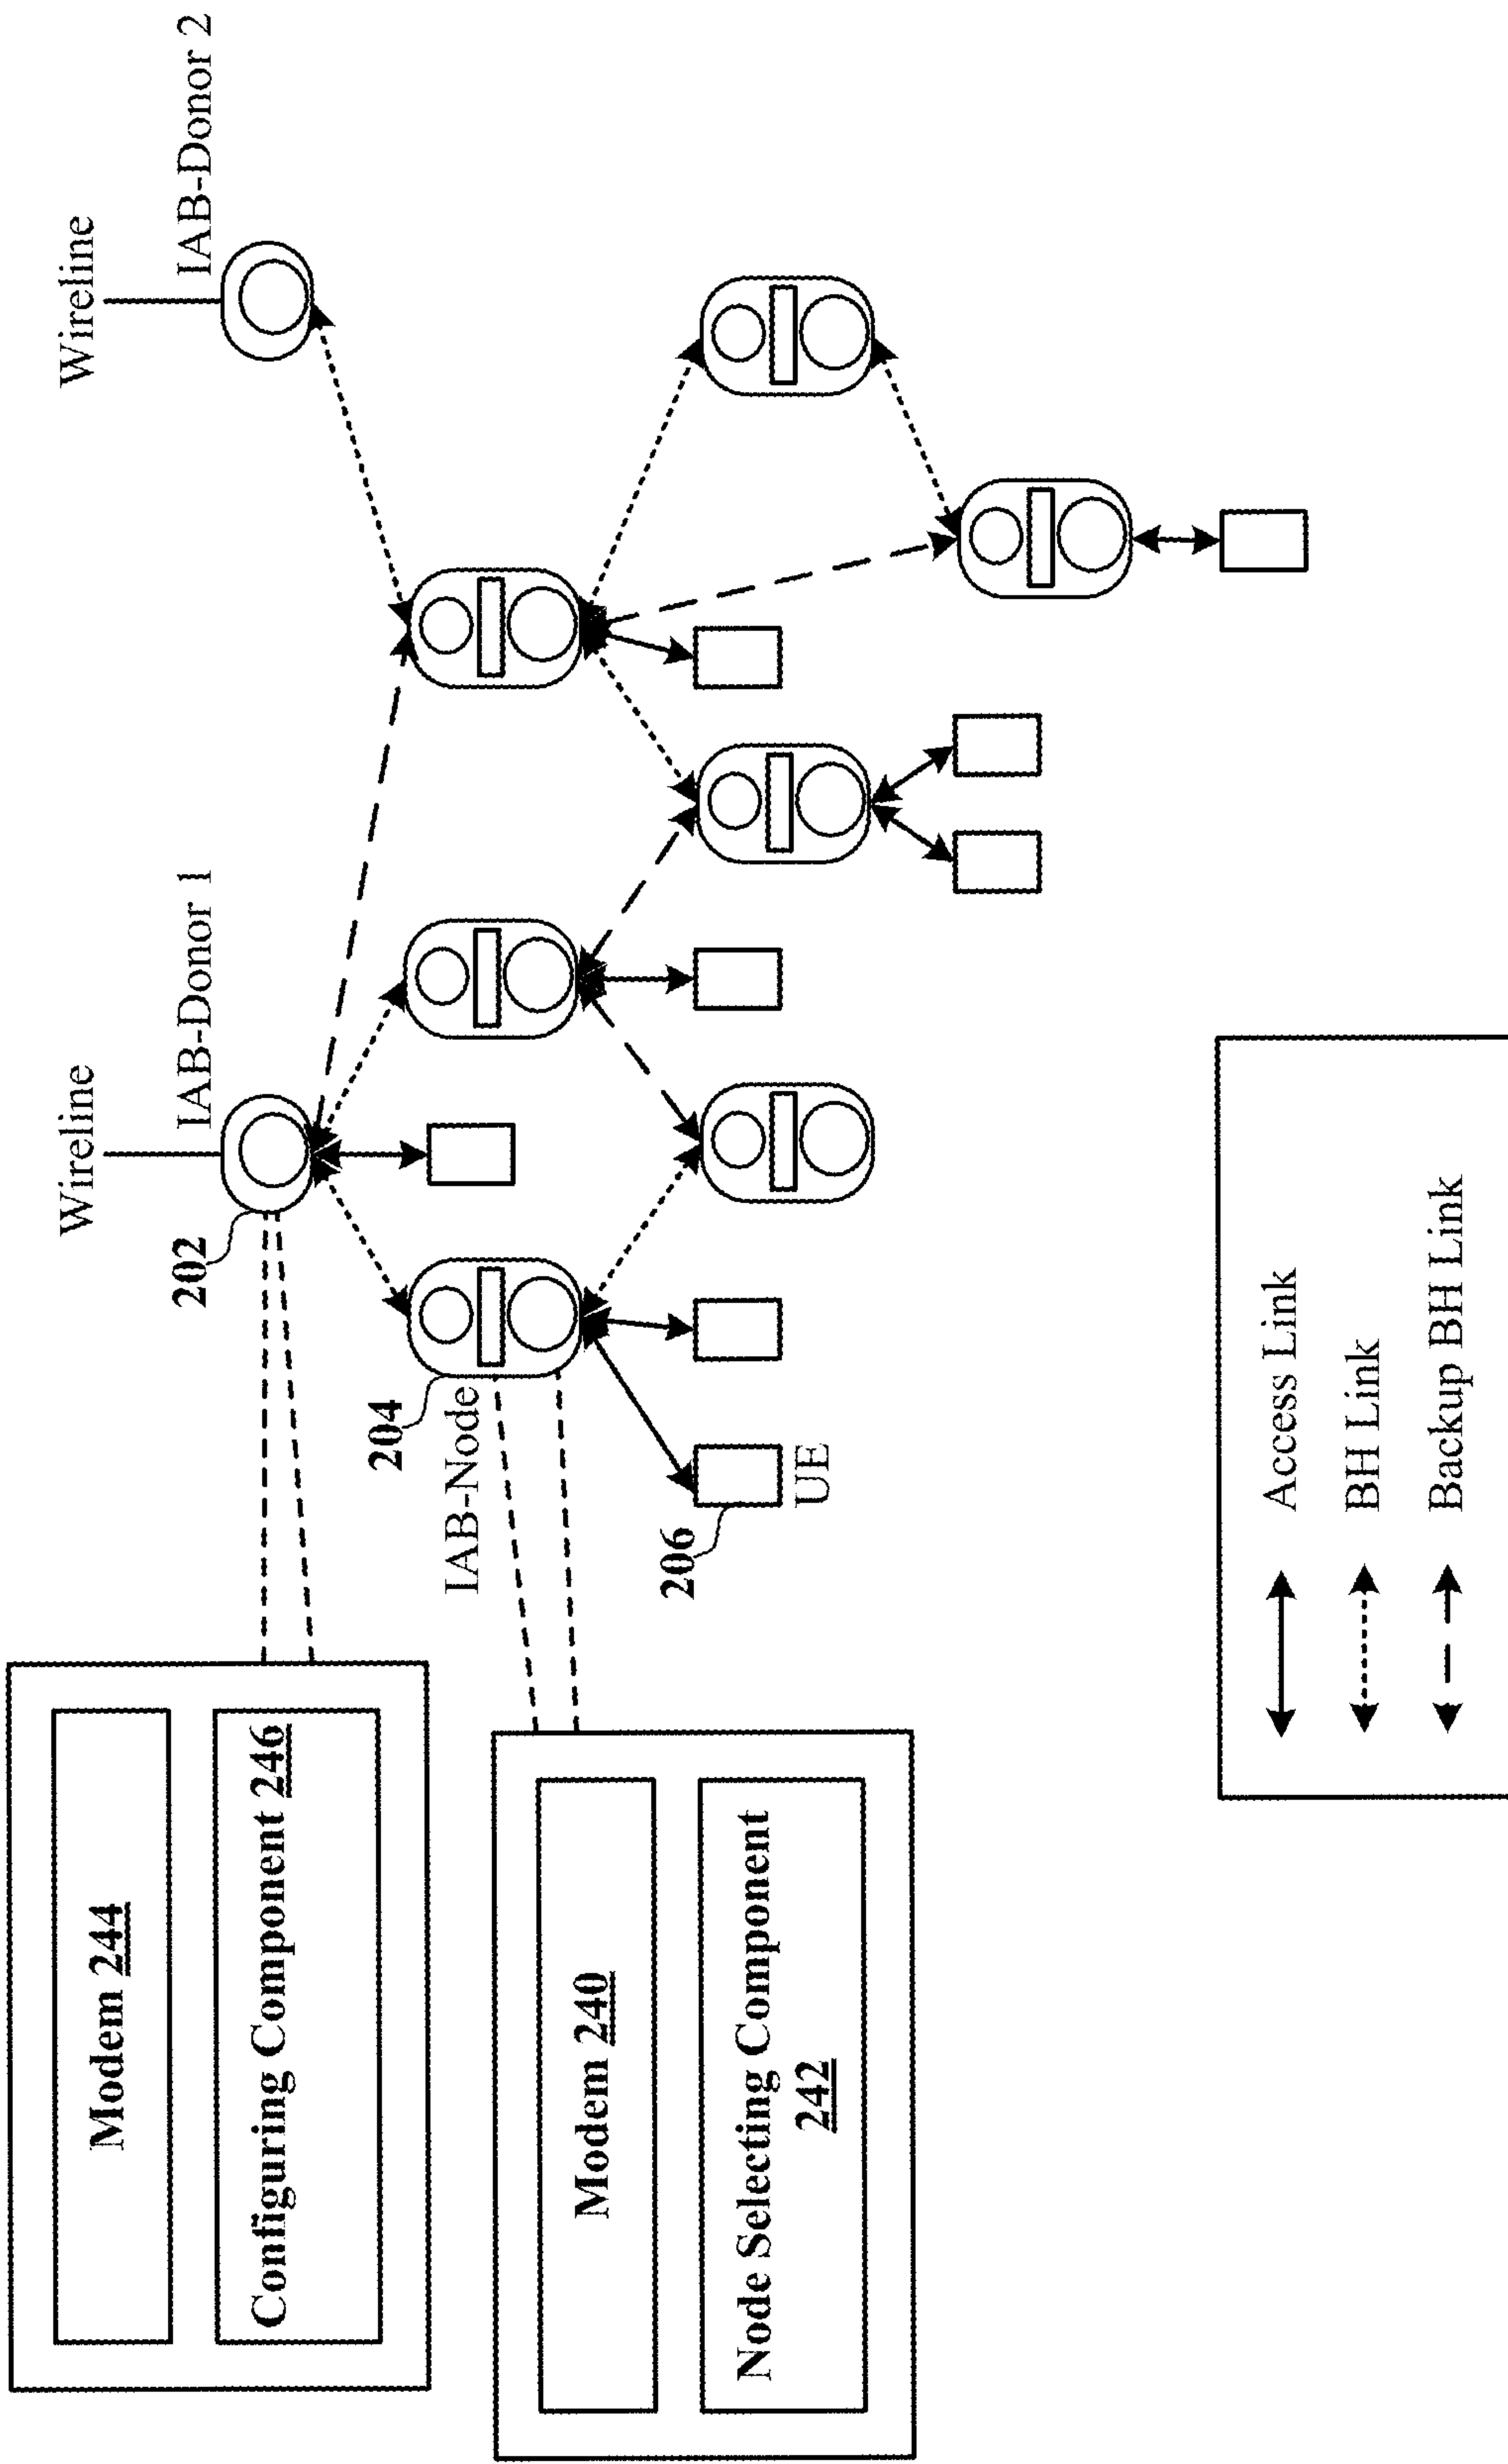 Modem 244
Configuring Component 246
Modem 240
Node Selecting Component
242
Wireline
IAB-Donor 1
202
Wireline
IAB-Donor 2
204
IAB-Node
206
UE
Access Link
BH Link
Backup BH Link